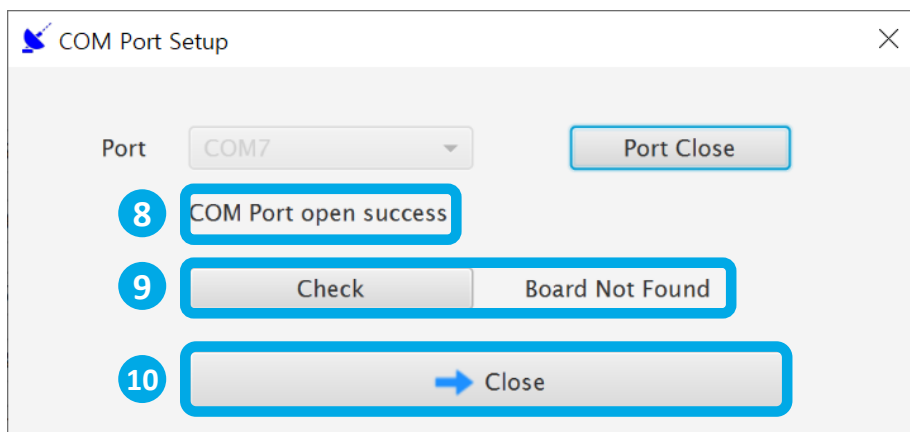 COM Port Setup
Port COM7 Port Close
8 COM Port open success
9 Check Board Not Found
10 Close